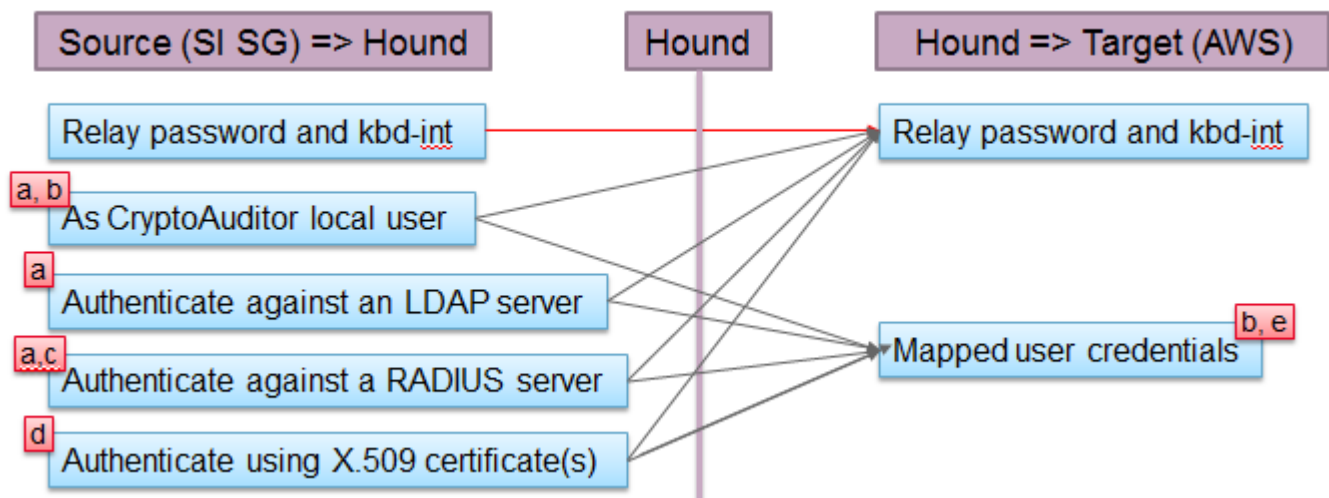 Source (SI SG) => Hound
Hound
Hound => Target (AWS)
Relay password and kbd-int
Relay password and kbd-int
a, b
As CryptoAuditor local user
a
Authenticate against an LDAP server
b, e
Mapped user credentials
a,c
Authenticate against a RADIUS server
d
Authenticate using X.509 certificate(s)